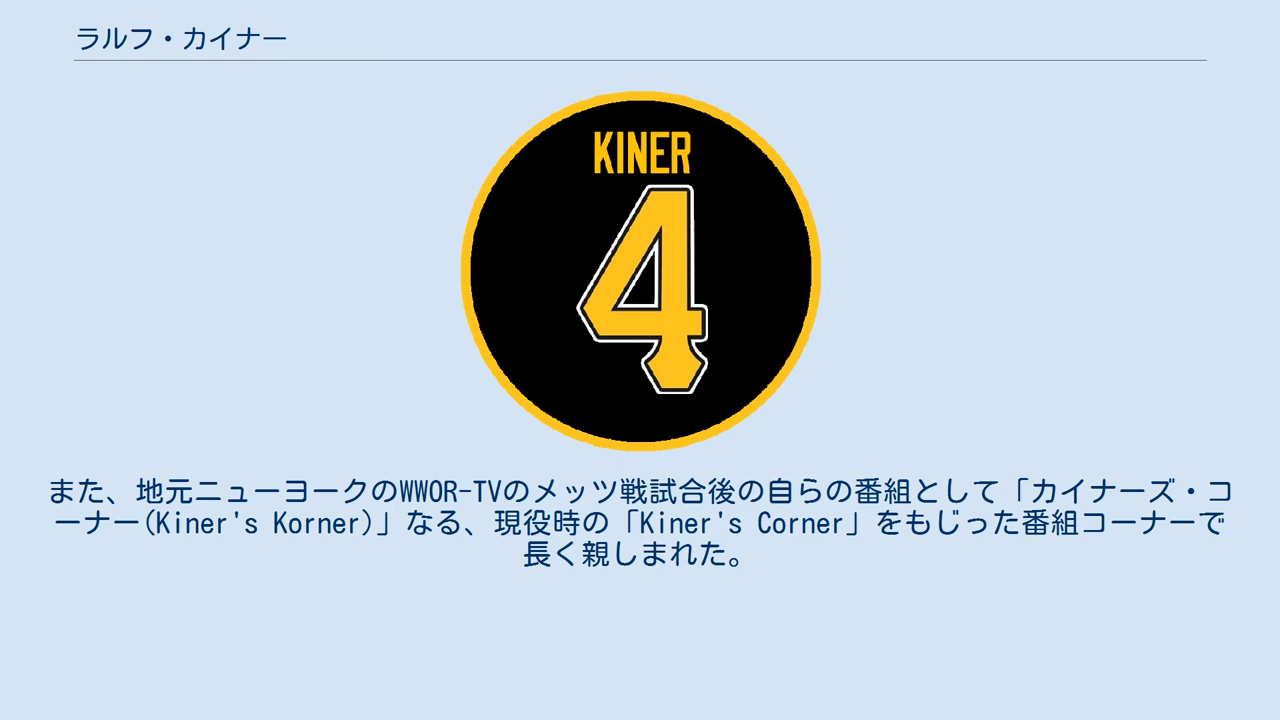 ラルフ・カイナー
KINER
4
また、地元ニューヨークのWWOR-TVのメッツ戦試合後の自らの番組として「カイナーズ・コ
ーナー(Kiner's Korner)」なる、現役時の「Kiner's Corner」をもじった番組コーナーで
長く親しまれた。